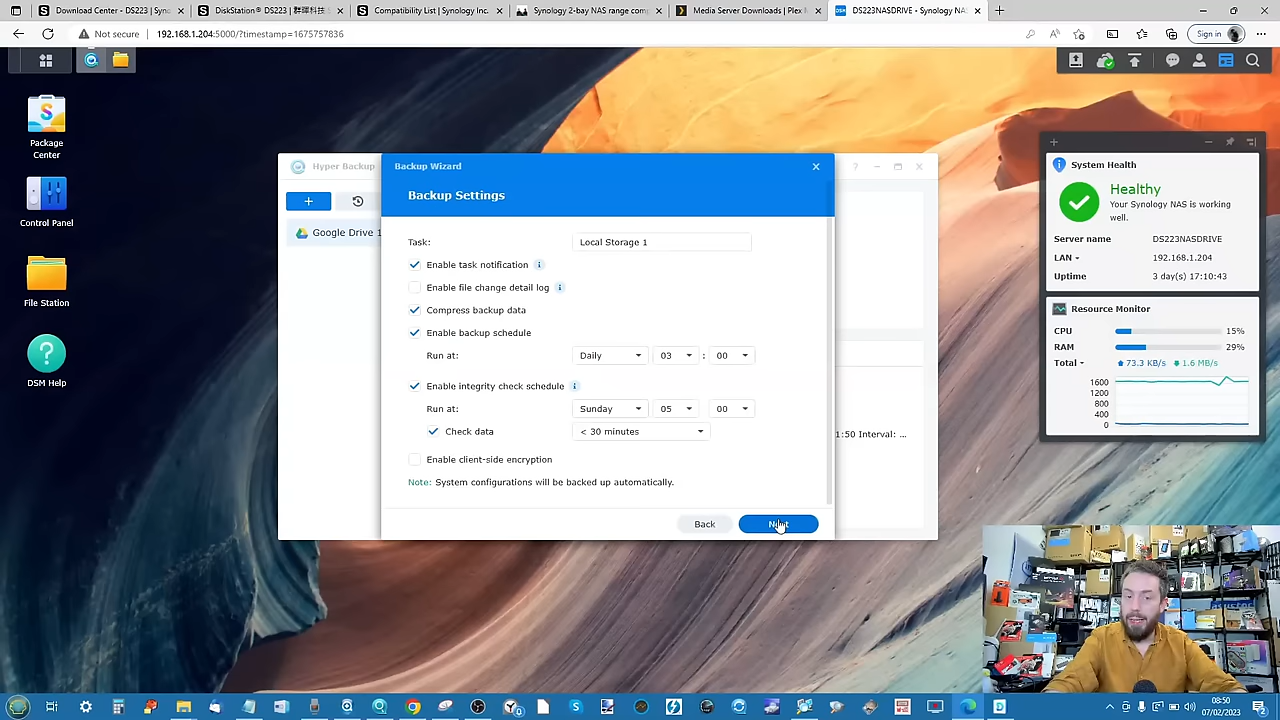 Download Center - DS223 | Syno
DiskStation® DS223 | 群暉科技 S
Compatibility List | Synology Inc.
Synology 2-bay NAS range comp
Media Server Downloads | Plex M
DS223NASDRIVE - Synology NAS
Not secure
192.168.1.204:5000/?timestamp=1675757836
Sign in
Package
Center
Control Panel
File Station
DSM Help
Hyper Backup
Google Drive 1
1:50 Interval: ...
Backup Wizard
Backup Settings
Task:
Local Storage 1
Enable task notification
Enable file change detail log
Compress backup data
Enable backup schedule
Run at:
Daily
03
:
00
Enable integrity check schedule
Run at:
Sunday
05
00
Check data
< 30 minutes
Enable client-side encryption
Note: System configurations will be backed up automatically.
Back
Next
System Health
Healthy
Your Synology NAS is working
well.
Server name
DS223NASDRIVE
LAN
192.168.1.204
Uptime
3 day(s) 17:10:43
Resource Monitor
CPU
15%
RAM
29%
Total
73.3 KB/s
1.6 MB/s
1600
1200
800
400
0
08:50
07/02/2023